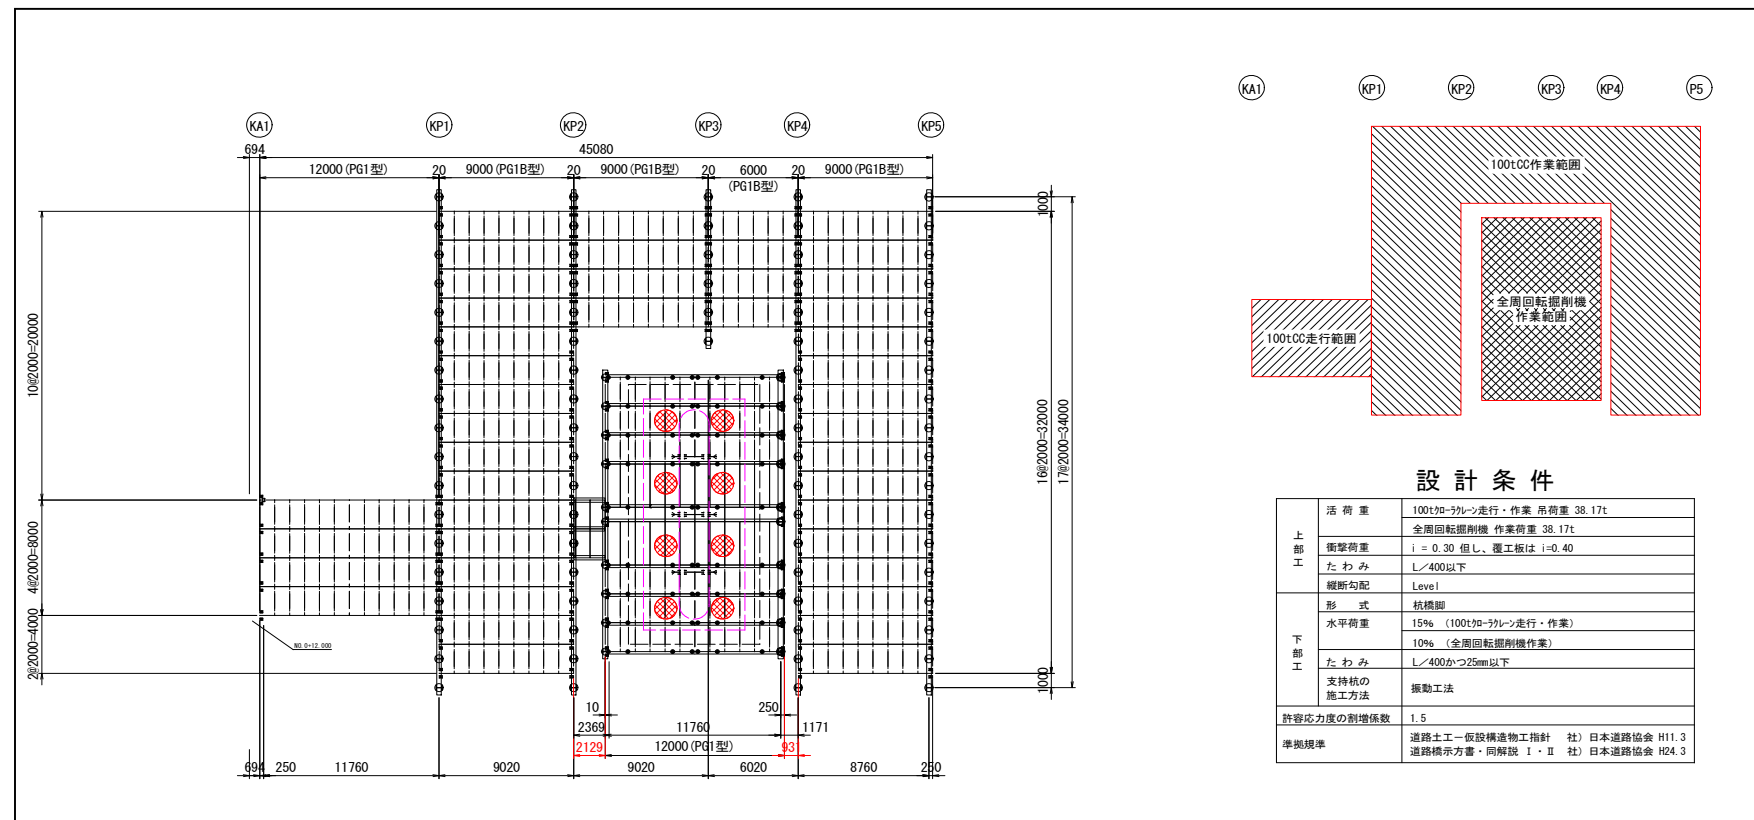 KA1
KP1
KP2
KP3
KP4
KP5
694
45080
12000(PG1型)
20
9000(PG1B型)
20
9000(PG1B型)
20
6000
(PG1B型)
20
9000(PG1B型)
10@2000=20000
4@2000=8000
2@2000=4000
1000
16@2000=32000
17@2000=34000
1000
NO.0+12.000
10
250
2369
11760
1171
2129
12000(PG1型)
931
694
250
11760
9020
9020
6020
8760
250
KA1
KP1
KP2
KP3
KP4
P5
100tCC作業範囲
全周回転掘削機
作業範囲
100tCC走行範囲
設計条件
上部工
活荷重
100tクローラクレーン走行・作業 吊荷重 38.17t
全周回転掘削機 作業荷重 38.17t
衝撃荷重
i = 0.30 但し、覆工板は i=0.40
たわみ
L/400以下
縦断勾配
Level
下部工
形 式
杭橋脚
水平荷重
15% (100tクローラクレーン走行・作業)
10% (全周回転掘削機作業)
たわみ
L/400かつ25mm以下
支持杭の
施工方法
振動工法
許容応力度の割増係数
1.5
準拠規準
道路土工-仮設構造物工指針 社)日本道路協会 H11.3
道路橋示方書・同解説 Ⅰ・Ⅱ 社)日本道路協会 H24.3